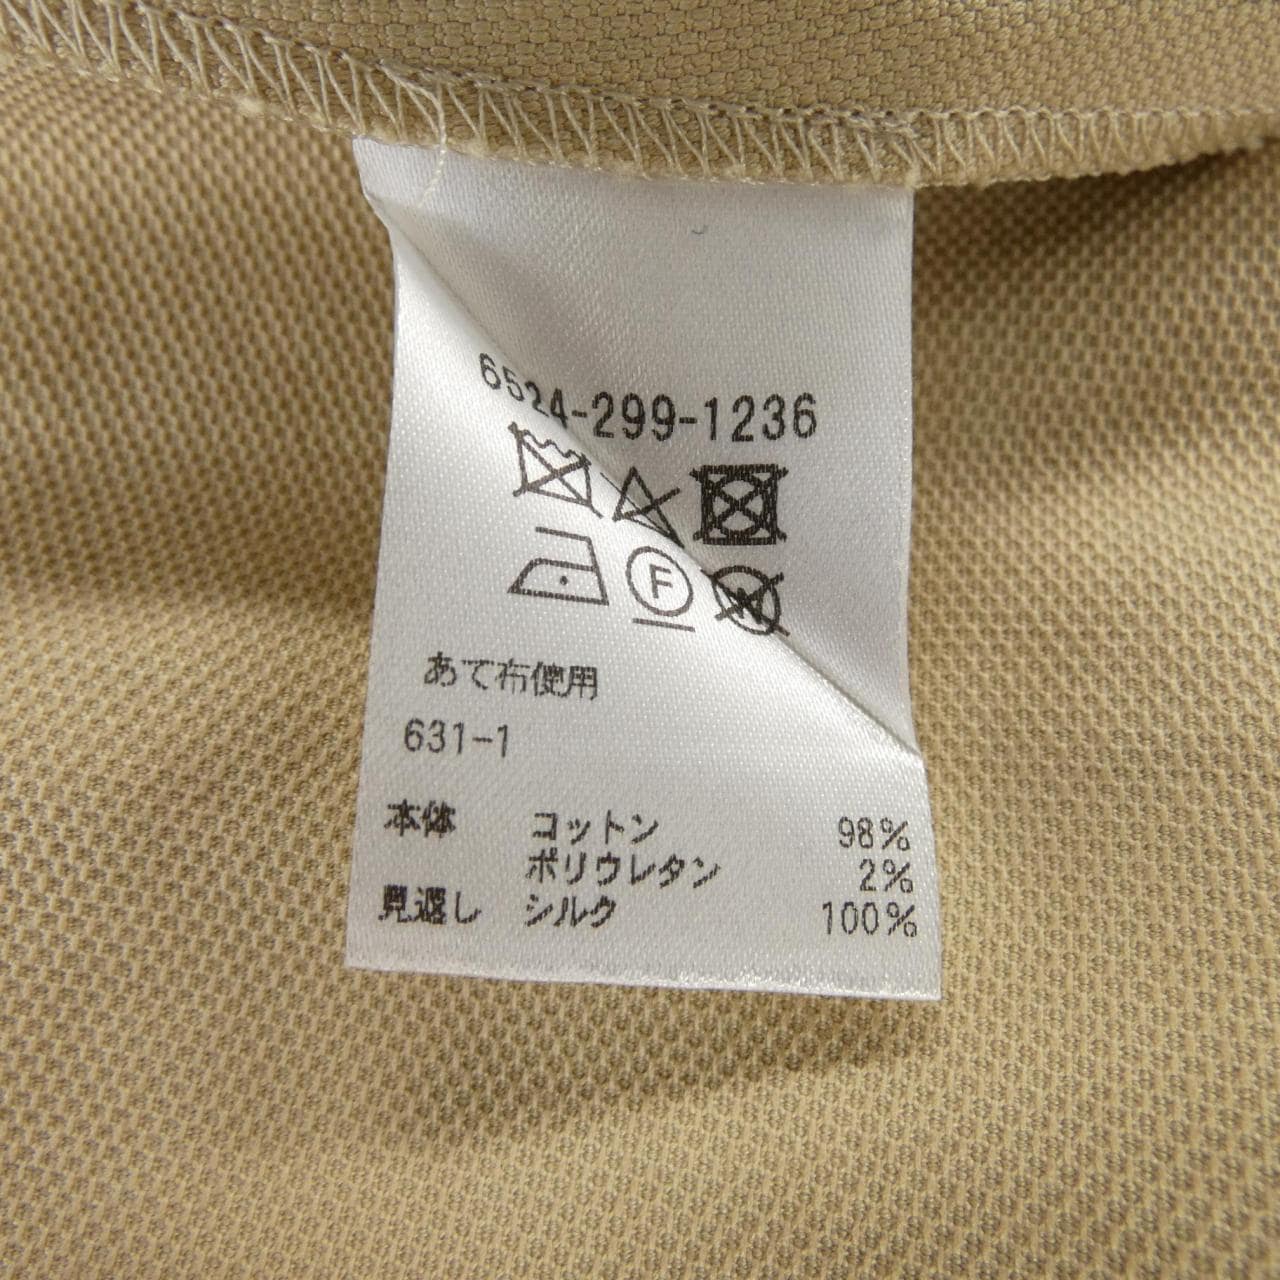 6524-299-1236
F
W
あて布使用
631-1
本体 コットン 98%
ポリウレタン 2%
見返し シルク 100%